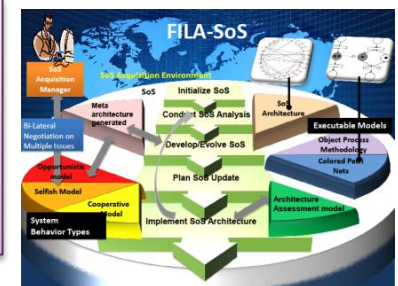 FILA-SoS
SoS
Acquisition
Manager
SoS Acquisition Environment
SoS
Initialize SoS
Meta
architecture
generated
Conduct SoS Analysis
SoS
Architecture
Executable Models
Bi-Lateral
Negotiation on
Multiple Issues
Develop/Evolve SoS
Object Process
Methodology
Colored Petri
Nets
Opportunistic
model
Plan SoS Update
Selfish Model
Cooperative
Model
Architecture
Assessment model
System
Behavior Types
Implement SoS Architecture